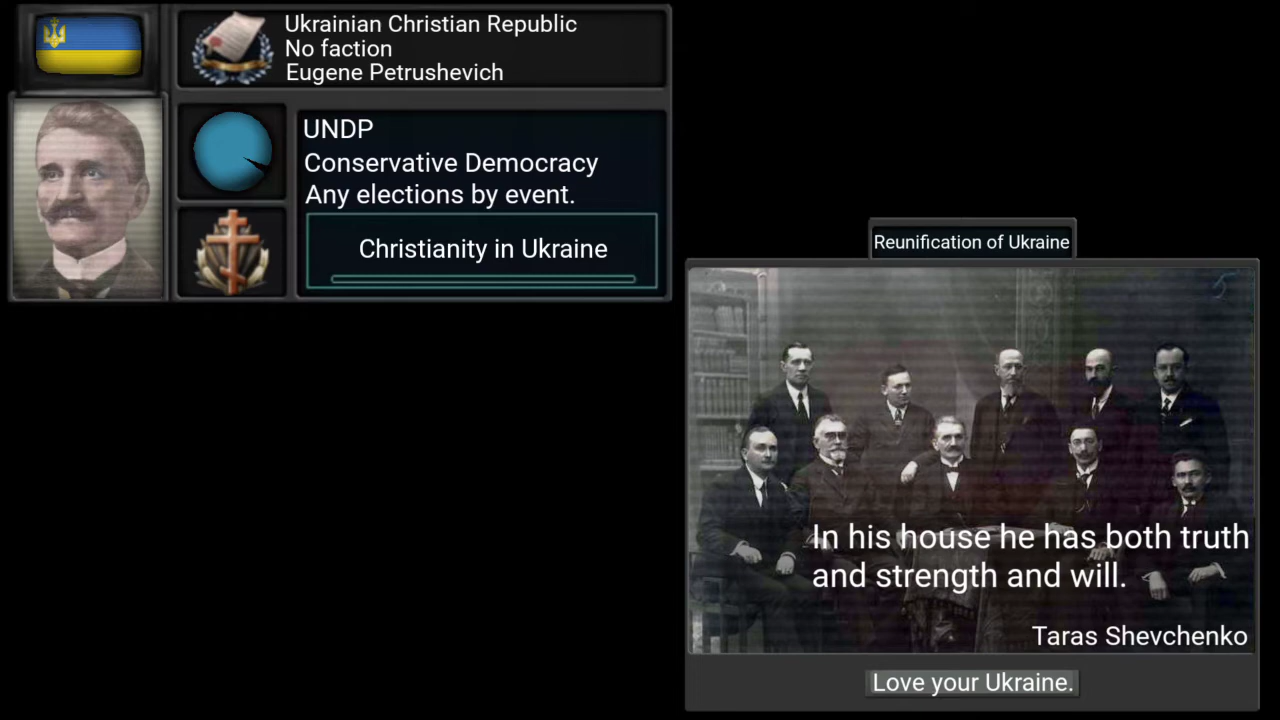 Ukrainian Christian Republic
No faction
Eugene Petrushevich
UNDP
Conservative Democracy
Any elections by event.
Christianity in Ukraine
Reunification of Ukraine
In his house he has both truth
and strength and will.
Taras Shevchenko
Love your Ukraine.